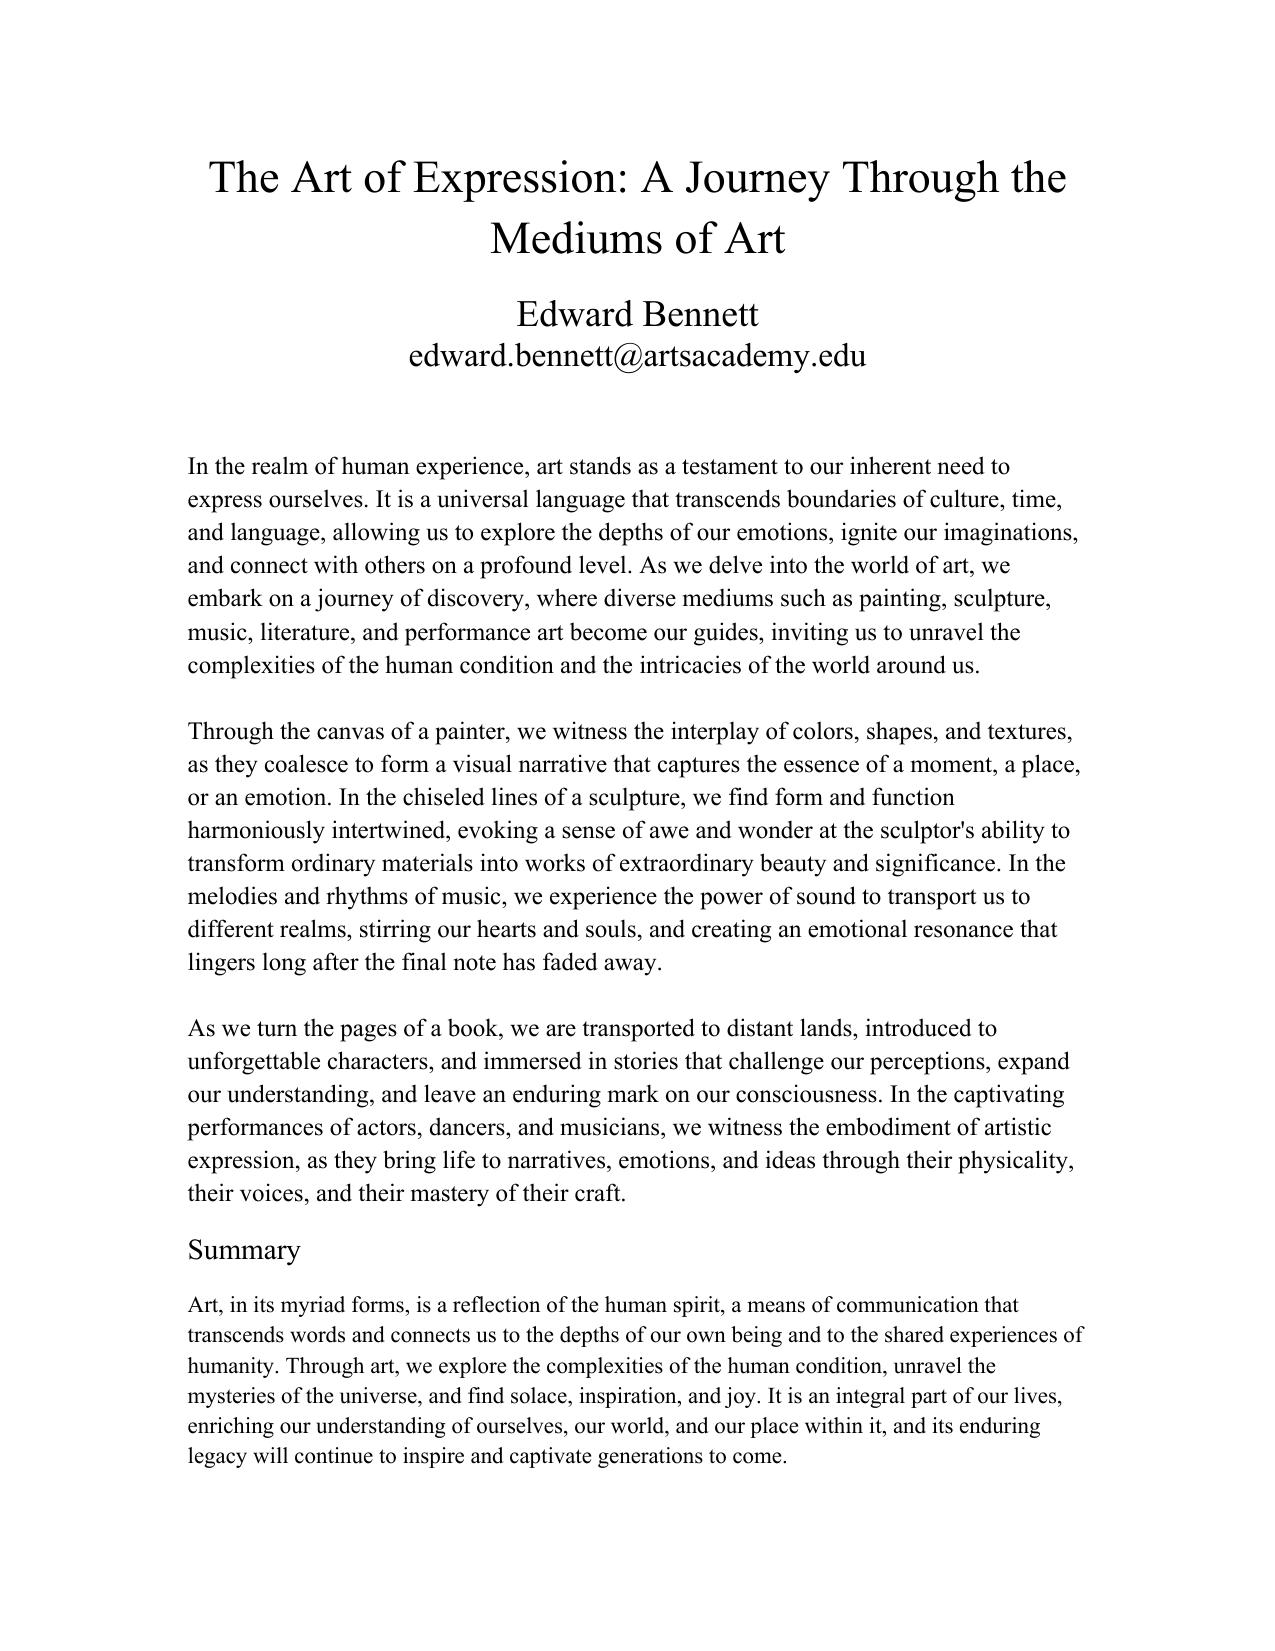 The Art of Expression: A Journey Through the
Mediums of Art
Edward Bennett
edward.bennett@artsacademy.edu
In the realm of human experience, art stands as a testament to our inherent need to
express ourselves. It is a universal language that transcends boundaries of culture, time,
and language, allowing us to explore the depths of our emotions, ignite our imaginations,
and connect with others on a profound level. As we delve into the world of art, we
embark on a journey of discovery, where diverse mediums such as painting, sculpture,
music, literature, and performance art become our guides, inviting us to unravel the
complexities of the human condition and the intricacies of the world around us.
Through the canvas of a painter, we witness the interplay of colors, shapes, and textures,
as they coalesce to form a visual narrative that captures the essence of a moment, a place,
or an emotion. In the chiseled lines of a sculpture, we find form and function
harmoniously intertwined, evoking a sense of awe and wonder at the sculptor's ability to
transform ordinary materials into works of extraordinary beauty and significance. In the
melodies and rhythms of music, we experience the power of sound to transport us to
different realms, stirring our hearts and souls, and creating an emotional resonance that
lingers long after the final note has faded away.
As we turn the pages of a book, we are transported to distant lands, introduced to
unforgettable characters, and immersed in stories that challenge our perceptions, expand
our understanding, and leave an enduring mark on our consciousness. In the captivating
performances of actors, dancers, and musicians, we witness the embodiment of artistic
expression, as they bring life to narratives, emotions, and ideas through their physicality,
their voices, and their mastery of their craft.
Summary
Art, in its myriad forms, is a reflection of the human spirit, a means of communication that
transcends words and connects us to the depths of our own being and to the shared experiences of
humanity. Through art, we explore the complexities of the human condition, unravel the
mysteries of the universe, and find solace, inspiration, and joy. It is an integral part of our lives,
enriching our understanding of ourselves, our world, and our place within it, and its enduring
legacy will continue to inspire and captivate generations to come.